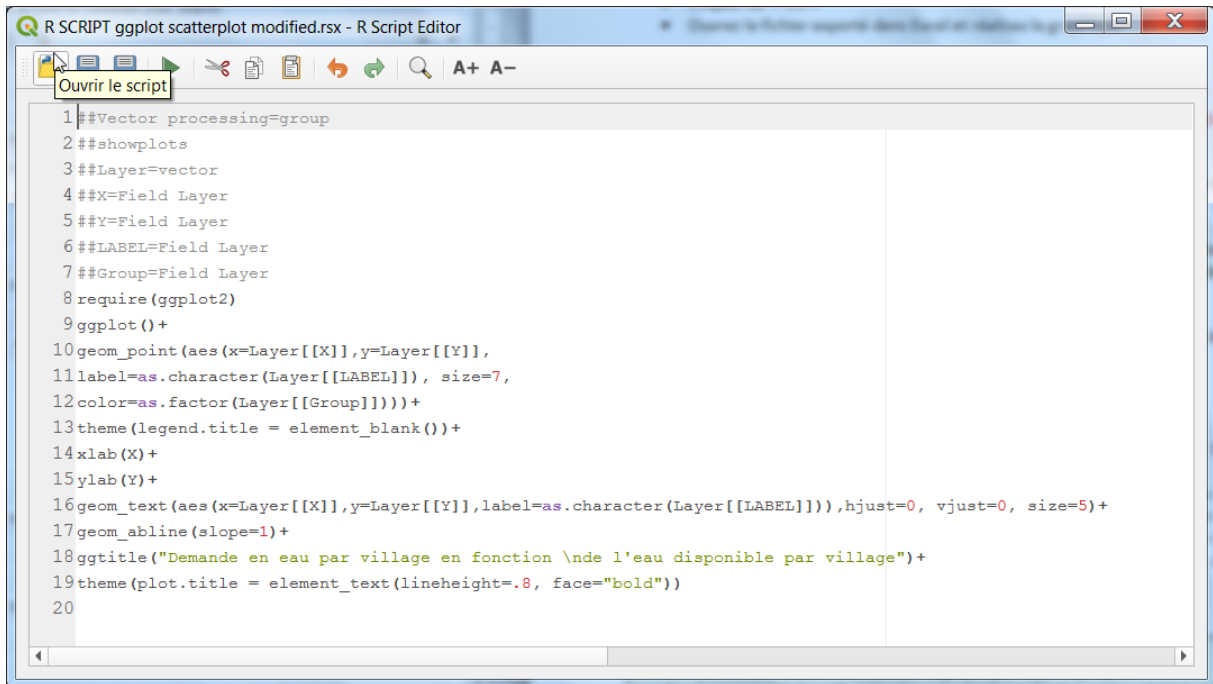 R SCRIPT ggplot scatterplot modified.rsx - R Script Editor
A+ A-
Ouvrir le script
1 ##Vector processing=group
2 ##showplots
3 ##Layer=vector
4 ##X=Field Layer
5 ##Y=Field Layer
6 ##LABEL=Field Layer
7 ##Group=Field Layer
8 require(ggplot2)
9 ggplot()+
10 geom_point(aes(x=Layer[[X]],y=Layer[[Y]],
11 label=as.character(Layer[[LABEL]]), size=7,
12 color=as.factor(Layer[[Group]])))+
13 theme(legend.title = element_blank())+
14 xlab(X)+
15 ylab(Y)+
16 geom_text(aes(x=Layer[[X]],y=Layer[[Y]],label=as.character(Layer[[LABEL]])),hjust=0, vjust=0, size=5)+
17 geom_abline(slope=1)+
18 ggtitle("Demande en eau par village en fonction \nde l'eau disponible par village")+
19 theme(plot.title = element_text(lineheight=.8, face="bold"))
20